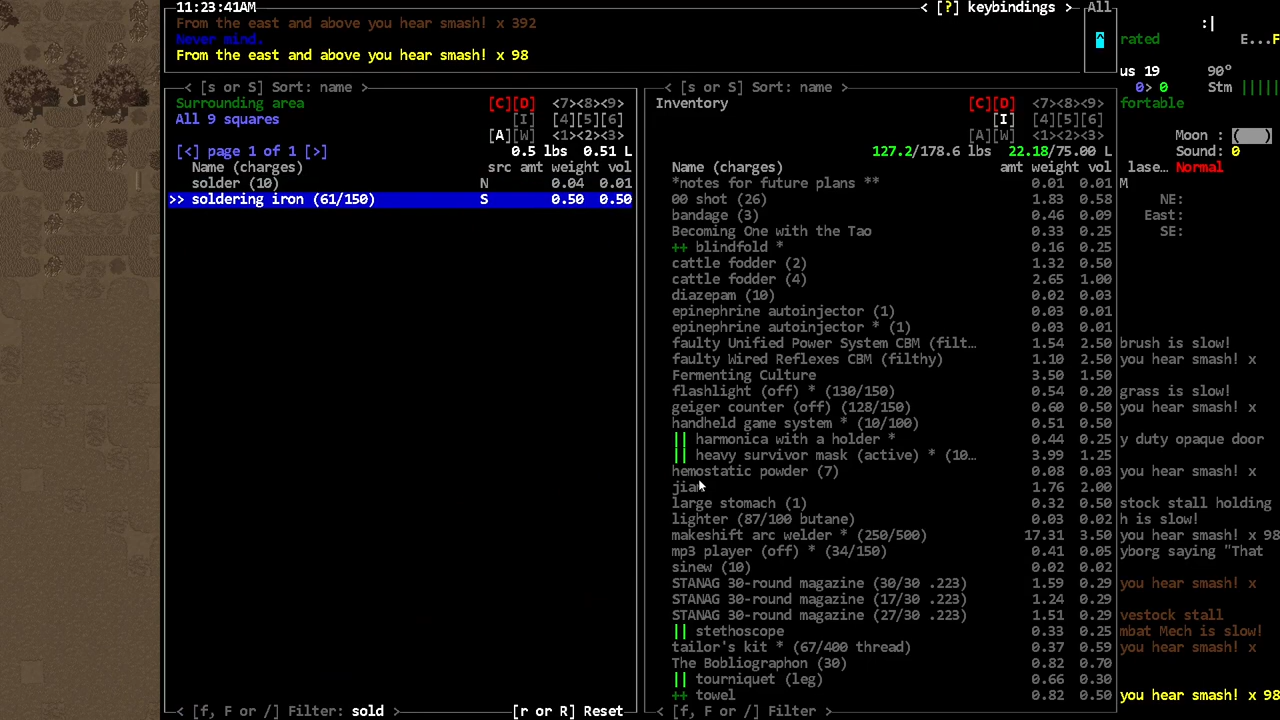 11:23:41AM
< [?] keybindings > All
From the east and above you hear smash! x 392
:|
Never mind.
rated E...F
From the east and above you hear smash! x 98
us 19 90°
0> 0 Stm |||||
< [s or S] Sort: name >
< [s or S] Sort: name >
Surrounding area [C][D] <7><8><9>
Inventory [C][D] <7><8><9>
fortable
All 9 squares [I] [4][5][6]
[I] [4][5][6]
[A][W] <1><2><3>
[A][W] <1><2><3>
Moon : ( )
[<] page 1 of 1 [>] 0.5 lbs 0.51 L
127.2/178.6 lbs 22.18/75.00 L
Sound: 0
Name (charges) src amt weight vol
Name (charges) amt weight vol
lase… Normal
solder (10) N 0.04 0.01
*notes for future plans ** 0.01 0.01
M
>> soldering iron (61/150) S 0.50 0.50
00 shot (26) 1.83 0.58
NE:
bandage (3) 0.46 0.09
East:
Becoming One with the Tao 0.33 0.25
SE:
++ blindfold * 0.16 0.25
cattle fodder (2) 1.32 0.50
cattle fodder (4) 2.65 1.00
diazepam (10) 0.02 0.03
epinephrine autoinjector (1) 0.03 0.01
epinephrine autoinjector * (1) 0.03 0.01
faulty Unified Power System CBM (filt… 1.54 2.50
brush is slow!
faulty Wired Reflexes CBM (filthy) 1.10 2.50
you hear smash! x
Fermenting Culture 3.50 1.50
flashlight (off) * (130/150) 0.54 0.20
grass is slow!
geiger counter (off) (128/150) 0.60 0.50
you hear smash! x
handheld game system * (10/100) 0.51 0.50
|| harmonica with a holder * 0.44 0.25
y duty opaque door
|| heavy survivor mask (active) * (10… 3.99 1.25
hemostatic powder (7) 0.08 0.03
you hear smash! x
jian 1.76 2.00
large stomach (1) 0.32 0.50
stock stall holding
lighter (87/100 butane) 0.03 0.02
h is slow!
makeshift arc welder * (250/500) 17.31 3.50
you hear smash! x 98
mp3 player (off) * (34/150) 0.41 0.05
yborg saying "That
sinew (10) 0.02 0.02
STANAG 30-round magazine (30/30 .223) 1.59 0.29
you hear smash! x
STANAG 30-round magazine (17/30 .223) 1.24 0.29
STANAG 30-round magazine (27/30 .223) 1.51 0.29
vestock stall
|| stethoscope 0.33 0.25
mbat Mech is slow!
tailor's kit * (67/400 thread) 0.37 0.59
you hear smash! x
The Bobliographon (30) 0.82 0.70
|| tourniquet (leg) 0.66 0.30
++ towel 0.82 0.50
you hear smash! x 98
< [f, F or /] Filter: sold > [r or R] Reset
< [f, F or /] Filter >